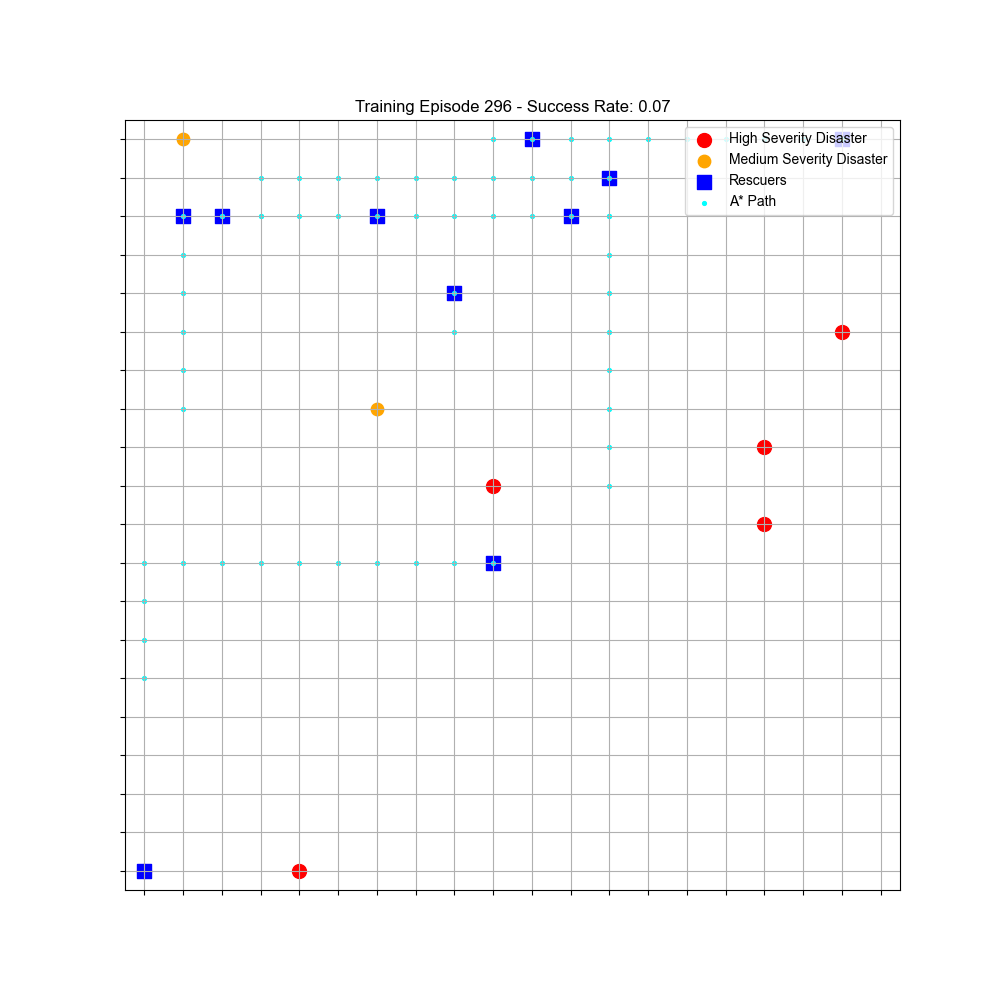 Training Episode 296 - Success Rate: 0.07
High Severity Disaster
Medium Severity Disaster
Rescuers
A* Path